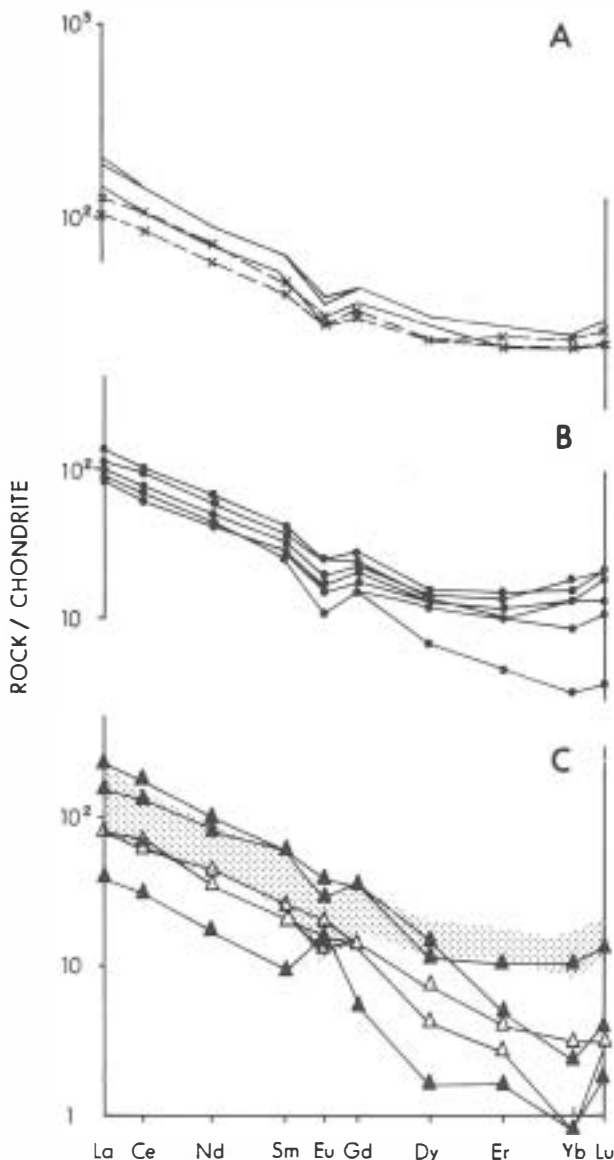 10³
A
10²
B
10²
ROCK / CHONDRITE
10
C
10²
10
1
La Ce Nd Sm Eu Gd Dy Er Yb Lu